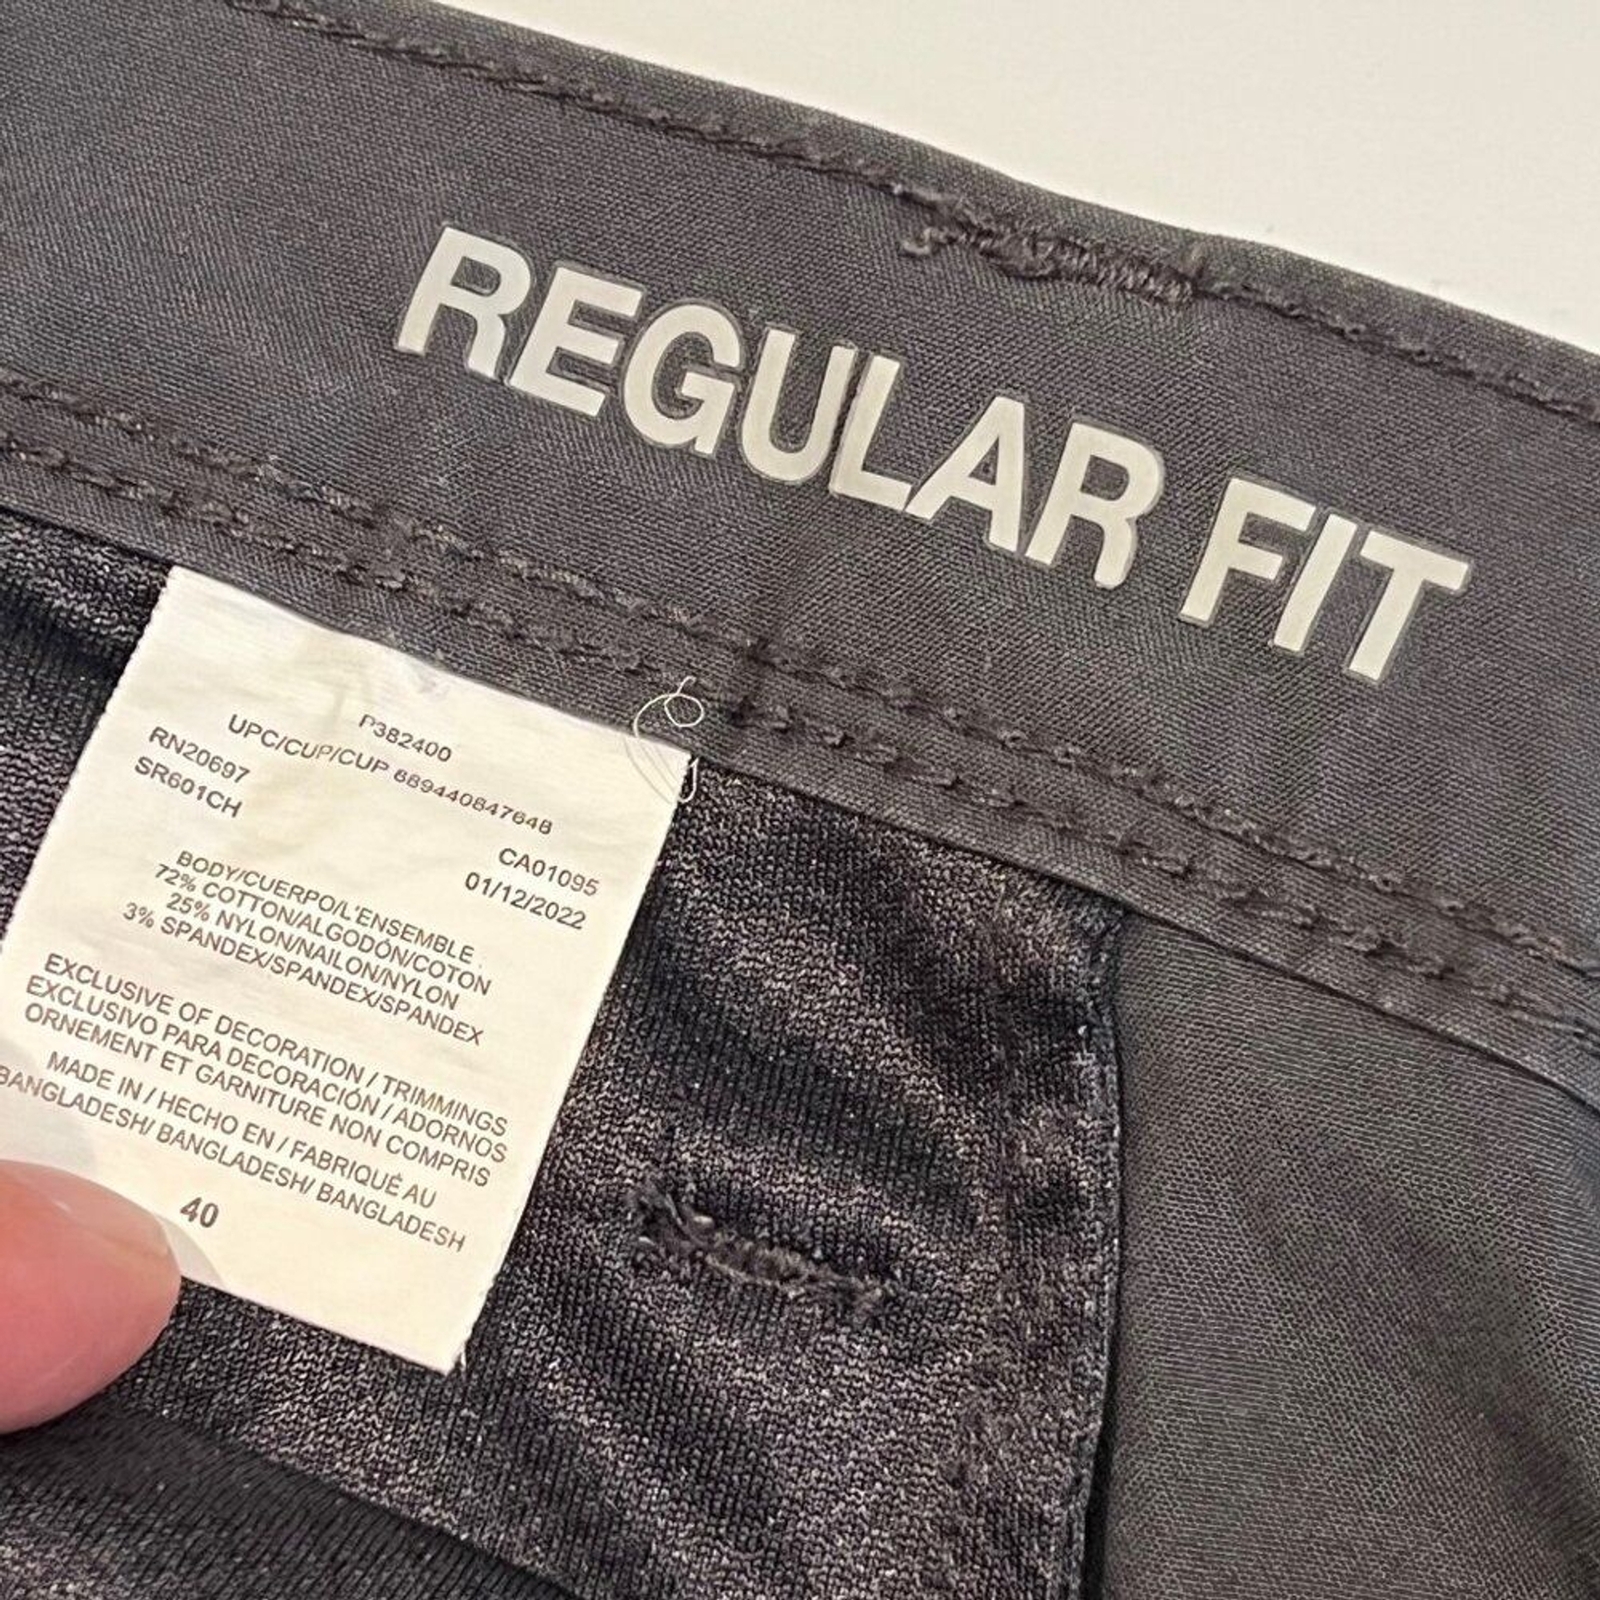 REGULAR FIT
P382400
UPC/CUP/CUP 889440847648
RN20697
SR601CH
CA01095
01/12/2022
BODY/CUERPO/L'ENSEMBLE
72% COTTON/ALGODÓN/COTON
25% NYLON/NAILON/NYLON
3% SPANDEX/SPANDEX/SPANDEX
EXCLUSIVE OF DECORATION / TRIMMINGS
EXCLUSIVO PARA DECORACIÓN / ADORNOS
ORNEMENT ET GARNITURE NON COMPRIS
MADE IN / HECHO EN / FABRIQUÉ AU
BANGLADESH/ BANGLADESH/ BANGLADESH
40